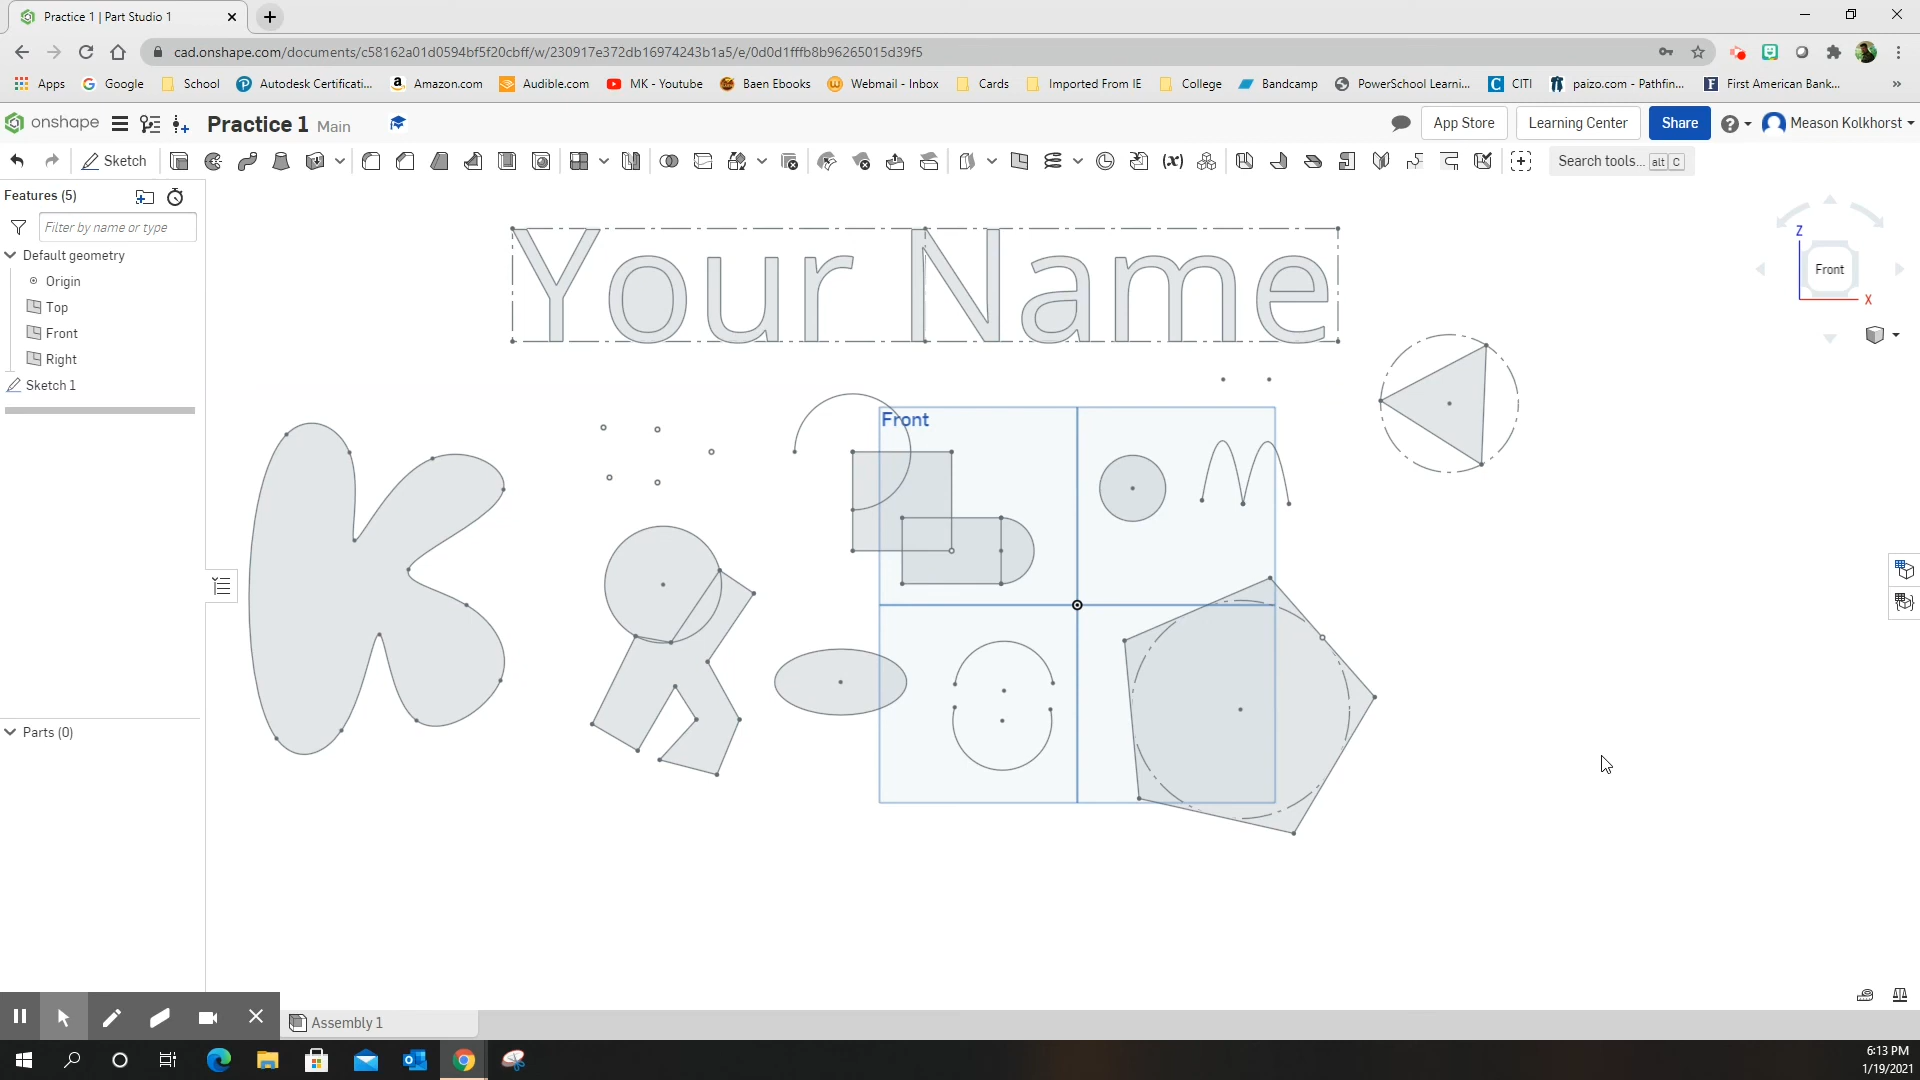 Practice 1 | Part Studio 1
cad.onshape.com/documents/c58162a01d0594bf5f20cbff/w/230917e372db16974243b1a5/e/0d0d1fffb8b96265015d39f5
Apps Google School Autodesk Certificati... Amazon.com Audible.com MK - Youtube Baen Ebooks Webmail - Inbox Cards Imported From IE College Bandcamp PowerSchool Learni... CITI paizo.com - Pathfin... First American Bank... »
onshape Practice 1 Main App Store Learning Center Share Meason Kolkhorst
Sketch Search tools... alt C
Features (5)
Filter by name or type
Default geometry
Origin
Top
Front
Right
Sketch 1
Parts (0)
Your Name
Front
Z
Front
X
Assembly 1
6:13 PM
1/19/2021